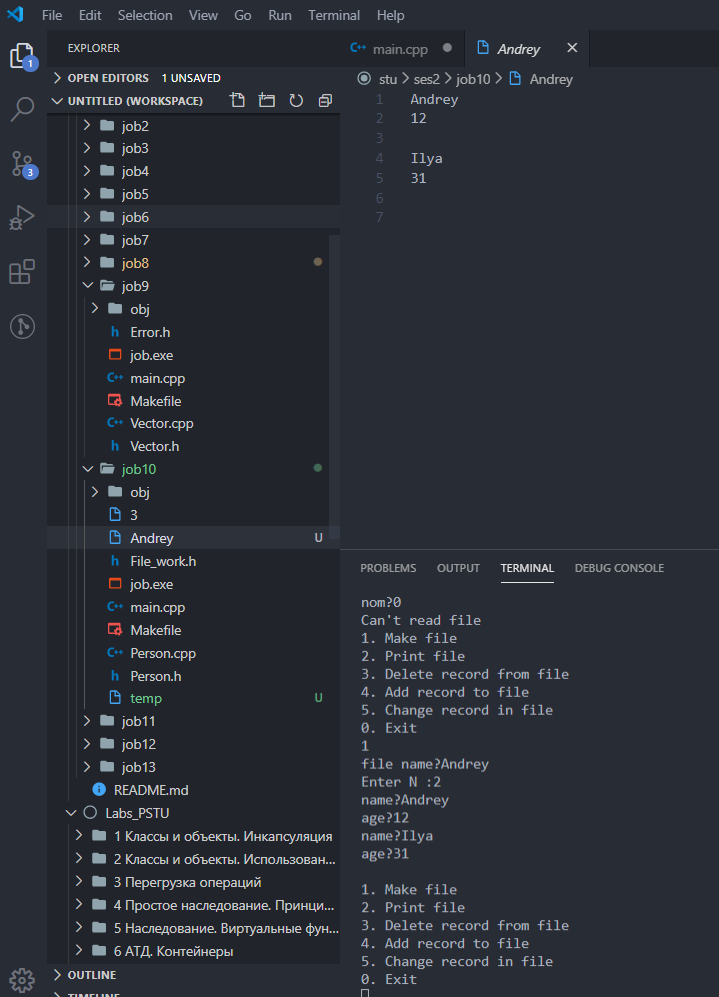 File Edit Selection View Go Run Terminal Help
EXPLORER
OPEN EDITORS 1 UNSAVED
UNTITLED (WORKSPACE)
job2
job3
job4
job5
job6
job7
job8
job9
obj
Error.h
job.exe
main.cpp
Makefile
Vector.cpp
Vector.h
job10
obj
3
Andrey U
File_work.h
job.exe
main.cpp
Makefile
Person.cpp
Person.h
temp U
job11
job12
job13
README.md
Labs_PSTU
1 Классы и объекты. Инкапсуляция
2 Классы и объекты. Использован...
3 Перегрузка операций
4 Простое наследование. Принци...
5 Наследование. Виртуальные фун...
6 АТД. Контейнеры
OUTLINE
TIMELINE
1
3
main.cpp
Andrey
stu > ses2 > job10 > Andrey
1 Andrey
2 12
3
4 Ilya
5 31
6
7
PROBLEMS OUTPUT TERMINAL DEBUG CONSOLE
nom?0
Can't read file
1. Make file
2. Print file
3. Delete record from file
4. Add record to file
5. Change record in file
0. Exit
1
file name?Andrey
Enter N :2
name?Andrey
age?12
name?Ilya
age?31
1. Make file
2. Print file
3. Delete record from file
4. Add record to file
5. Change record in file
0. Exit